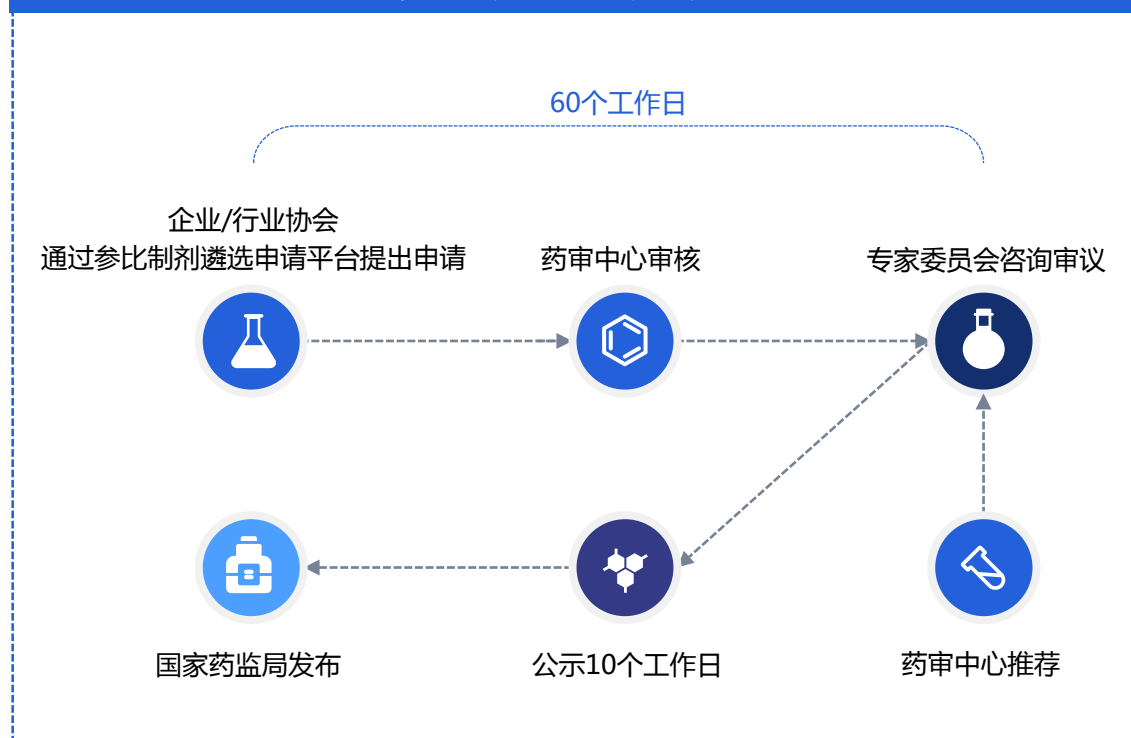 60个工作日
企业/行业协会
通过参比制剂遴选申请平台提出申请
药审中心审核
专家委员会咨询审议
国家药监局发布
公示10个工作日
药审中心推荐